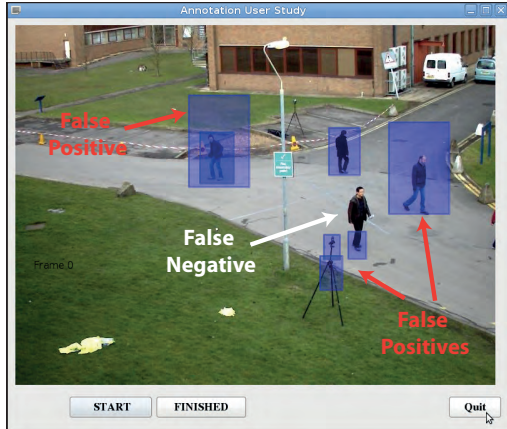 Annotation User Study
False
Positive
False
Negative
Frame 0
False
Positives
START
FINISHED
Quit